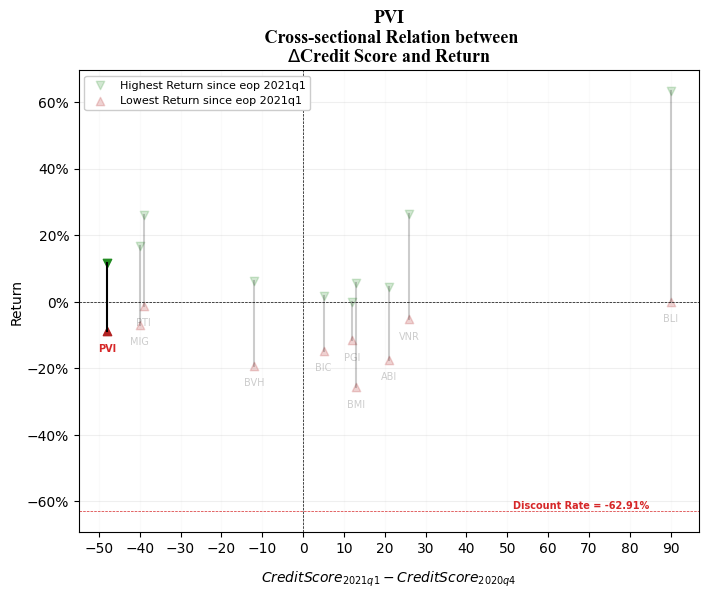 PVI
Cross-sectional Relation between
ΔCredit Score and Return
Highest Return since eop 2021q1
Lowest Return since eop 2021q1
60%
40%
20%
0%
−20%
−40%
−60%
Return
PVI
MIG
PTI
BVH
BIC
PGI
BMI
ABI
VNR
BLI
Discount Rate = -62.91%
−50 −40 −30 −20 −10 0 10 20 30 40 50 60 70 80 90
CreditScore2021q1 − CreditScore2020q4